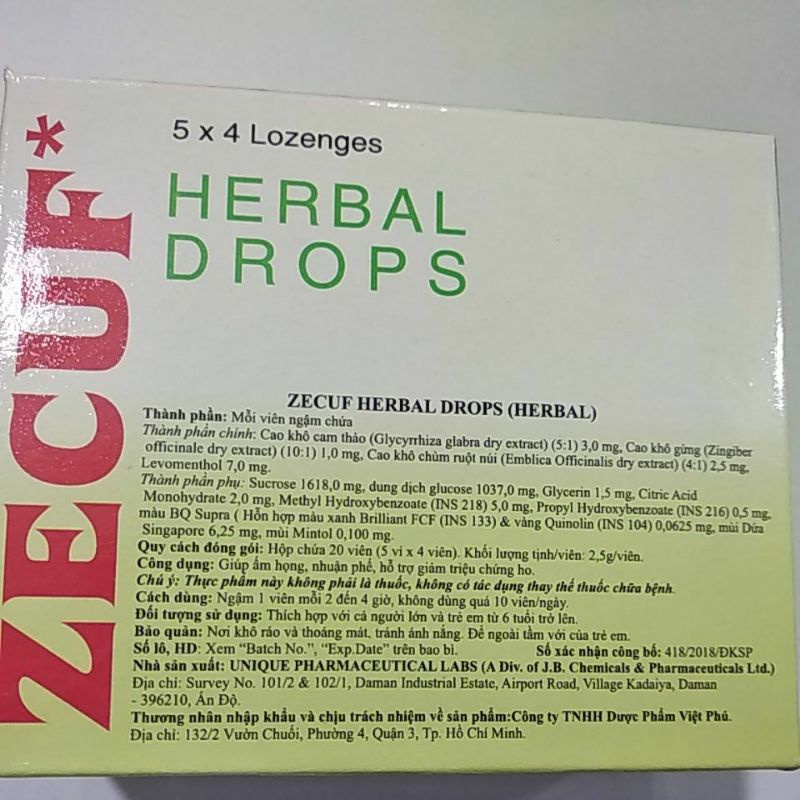 ZECUF*
5 x 4 Lozenges
HERBAL
DROPS
ZECUF HERBAL DROPS (HERBAL)
Thành phần: Mỗi viên ngậm chứa
Thành phần chính: Cao khô cam thảo (Glycyrrhiza glabra dry extract) (5:1) 3,0 mg, Cao khô gừng (Zingiber
officinale dry extract) (10:1) 1,0 mg, Cao khô chùm ruột núi (Emblica Officinalis dry extract) (4:1) 2,5 mg,
Levomenthol 7,0 mg.
Thành phần phụ: Sucrose 1618,0 mg, dung dịch glucose 1037,0 mg, Glycerin 1,5 mg, Citric Acid
Monohydrate 2,0 mg, Methyl Hydroxybenzoate (INS 218) 5,0 mg, Propyl Hydroxybenzoate (INS 216) 0,5 mg,
màu BQ Supra ( Hỗn hợp màu xanh Brilliant FCF (INS 133) & vàng Quinolin (INS 104) 0,0625 mg, mùi Dứa
Singapore 6,25 mg, mùi Mintol 0,100 mg.
Quy cách đóng gói: Hộp chứa 20 viên (5 vỉ x 4 viên). Khối lượng tịnh/viên: 2,5g/viên.
Công dụng: Giúp ấm họng, nhuận phế, hỗ trợ giảm triệu chứng ho.
Chú ý: Thực phẩm này không phải là thuốc, không có tác dụng thay thế thuốc chữa bệnh.
Cách dùng: Ngậm 1 viên mỗi 2 đến 4 giờ, không dùng quá 10 viên/ngày.
Đối tượng sử dụng: Thích hợp với cả người lớn và trẻ em từ 6 tuổi trở lên.
Bảo quản: Nơi khô ráo và thoáng mát, tránh ánh nắng. Để ngoài tầm với của trẻ em.
Số lô, HD: Xem “Batch No.”, “Exp.Date” trên bao bì. Số xác nhận công bố: 418/2018/ĐKSP
Nhà sản xuất: UNIQUE PHARMACEUTICAL LABS (A Div. of J.B. Chemicals & Pharmaceuticals Ltd.)
Địa chỉ: Survey No. 101/2 & 102/1, Daman Industrial Estate, Airport Road, Village Kadaiya, Daman
- 396210, Ấn Độ.
Thương nhân nhập khẩu và chịu trách nhiệm về sản phẩm:Công ty TNHH Dược Phẩm Việt Phú.
Địa chỉ: 132/2 Vườn Chuối, Phường 4, Quận 3, Tp. Hồ Chí Minh.